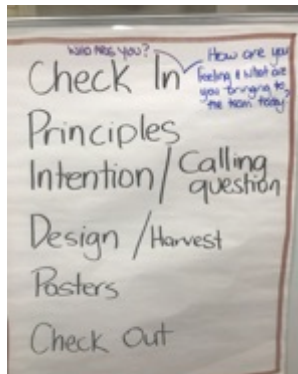 WHO ARE YOU?
How are you
feeling & what are
you bringing to
the team today
Check In
Principles
Intention / Calling
question
Design / Harvest
Posters
Check Out